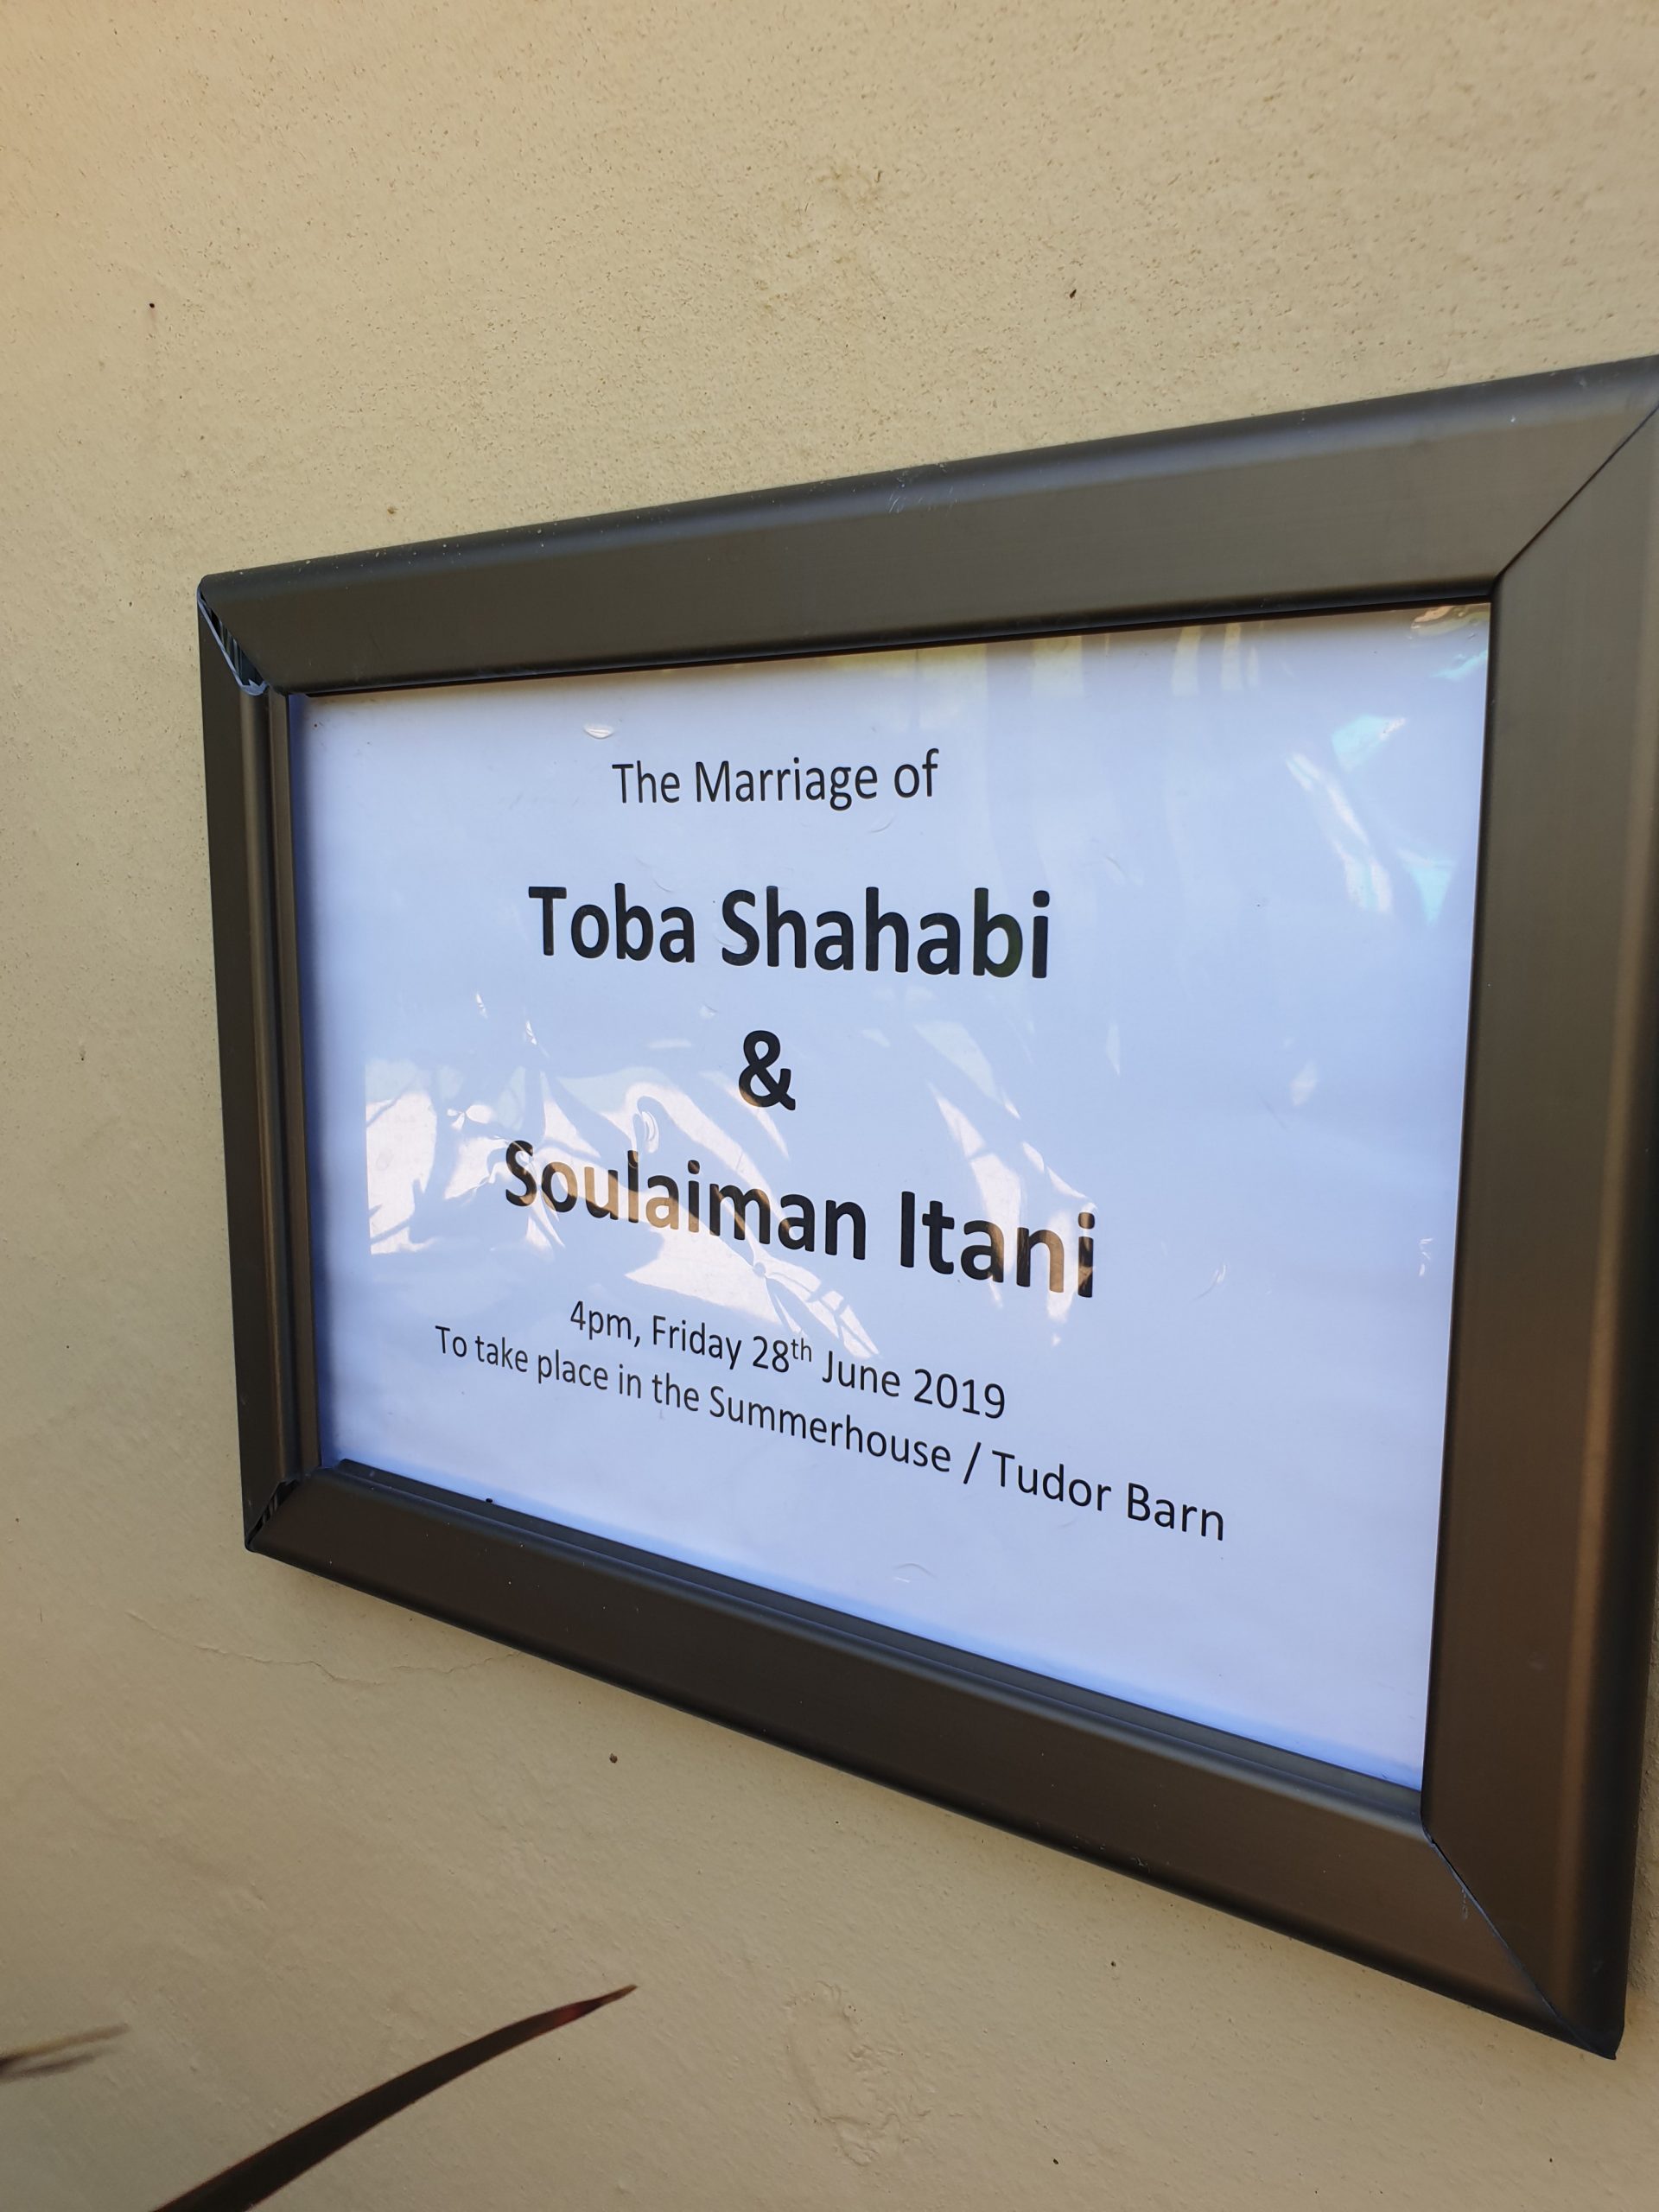 The Marriage of
Toba Shahabi
&
Soulaiman Itani
4pm, Friday 28th June 2019
To take place in the Summerhouse / Tudor Barn